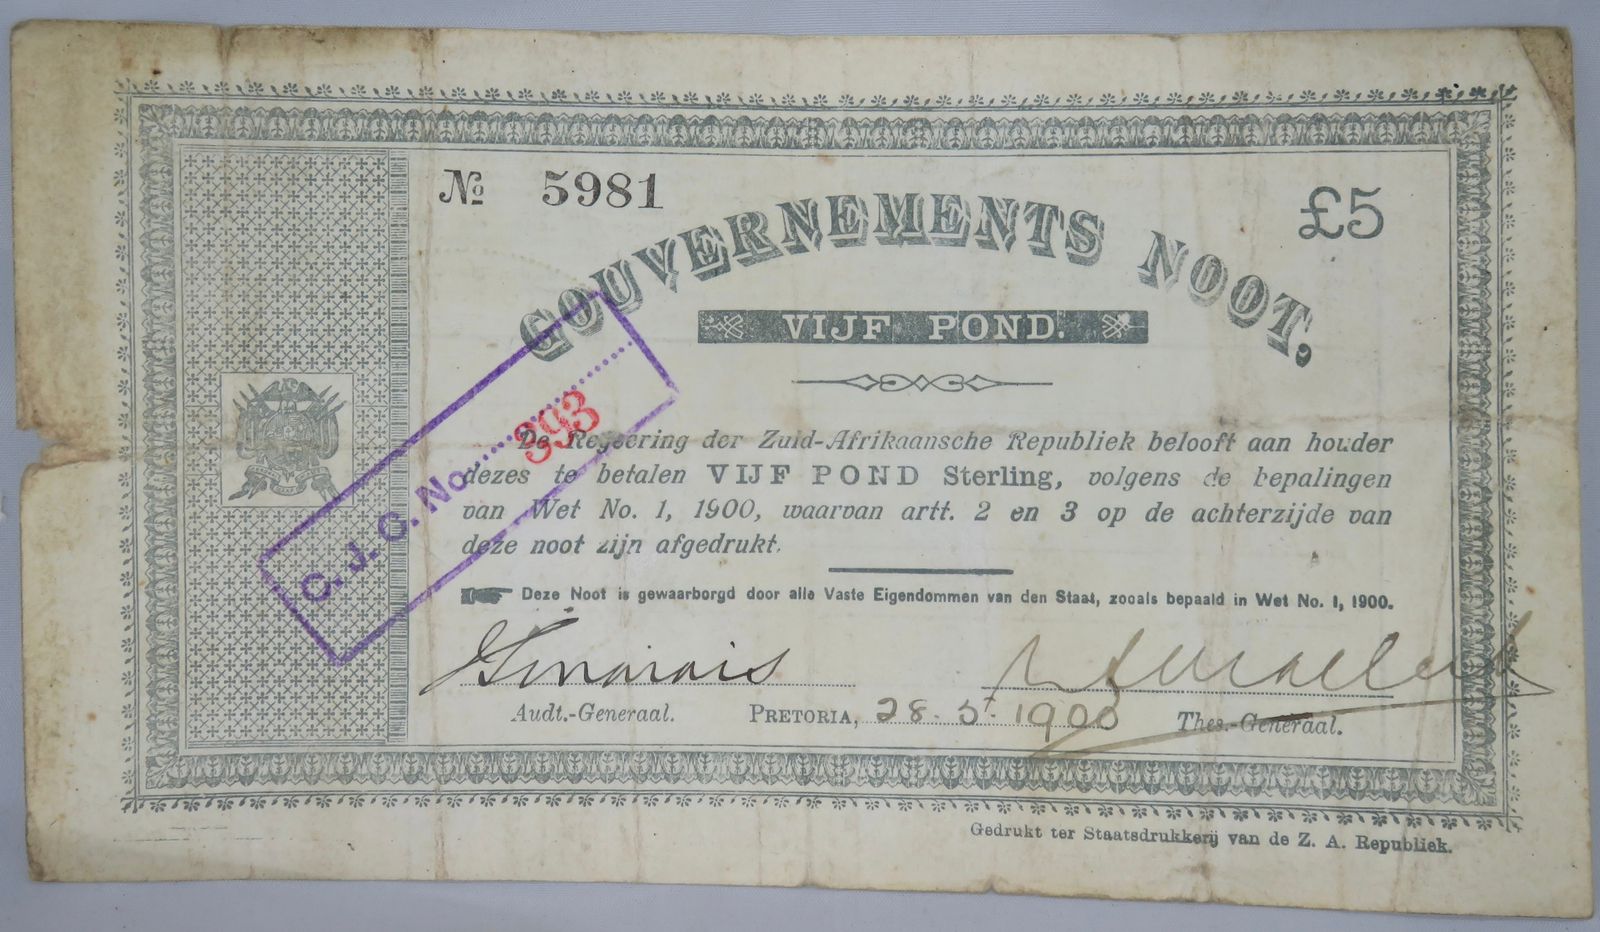 № 5981
£5
GOUVERNEMENTS NOOT,
VIJF POND.
C. J. C. No. 393
De Regeering der Zuid-Afrikaansche Republiek belooft aan houder
dezes te betalen VIJF POND Sterling, volgens de bepalingen
van Wet No. 1, 1900, waarvan artt. 2 en 3 op de achterzijde van
deze noot zijn afgedrukt.
Deze Noot is gewaarborgd door alle Vaste Eigendommen van den Staat, zooals bepaald in Wet No. 1, 1900.
Audt.-Generaal. PRETORIA, 28.5.1900 Thes.-Generaal.
Gedrukt ter Staatsdrukkerij van de Z. A. Republiek.